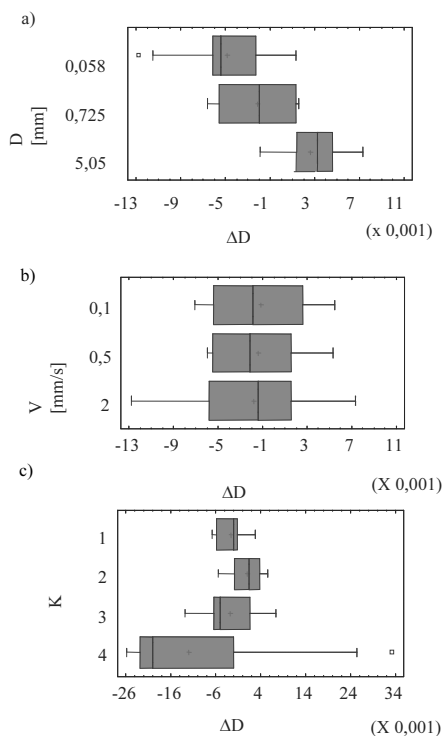 a)
0,058
0,725
5,05
D
[mm]
-13 -9 -5 -1 3 7 11
ΔD
(x 0,001)
b)
0,1
0,5
2
V
[mm/s]
-13 -9 -5 -1 3 7 11
ΔD
(X 0,001)
c)
1
2
3
4
K
-26 -16 -6 4 14 24 34
ΔD
(X 0,001)